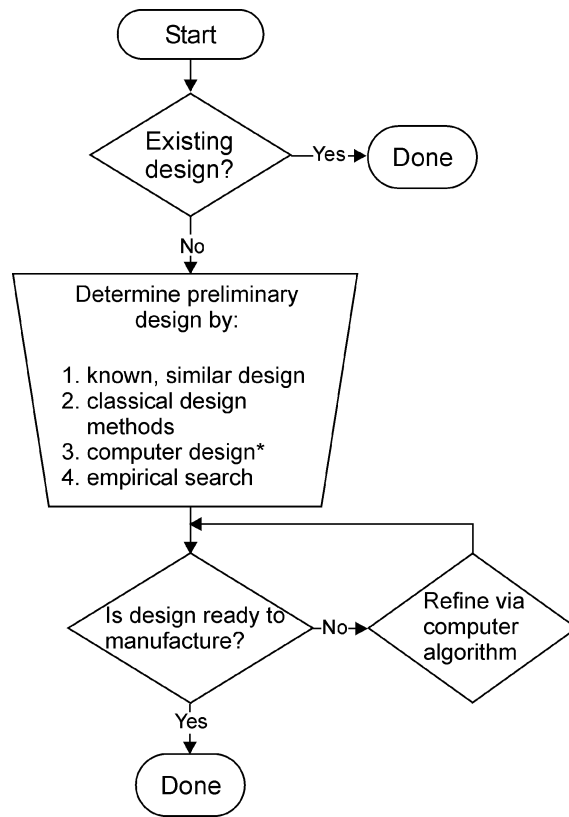 Start
Existing
design?
Yes
Done
No
Determine preliminary
design by:
1. known, similar design
2. classical design
methods
3. computer design*
4. empirical search
Is design ready to
manufacture?
No
Refine via
computer
algorithm
Yes
Done